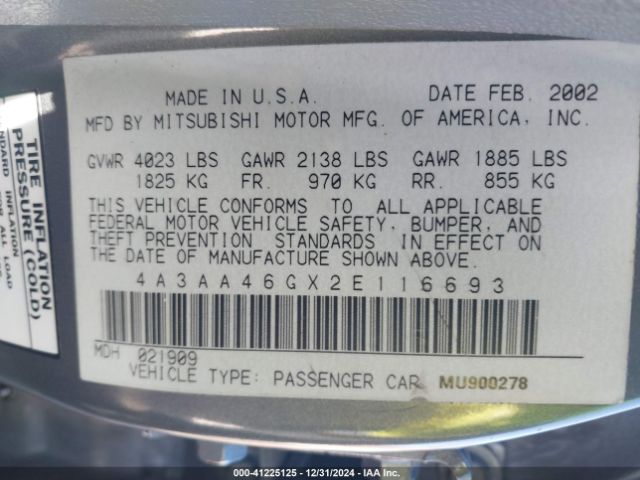 MADE IN U.S.A. DATE FEB. 2002
MFD BY MITSUBISHI MOTOR MFG. OF AMERICA, INC.
GVWR 4023 LBS GAWR 2138 LBS GAWR 1885 LBS
1825 KG FR. 970 KG RR. 855 KG
THIS VEHICLE CONFORMS TO ALL APPLICABLE
FEDERAL MOTOR VEHICLE SAFETY, BUMPER, AND
THEFT PREVENTION STANDARDS IN EFFECT ON
THE DATE OF MANUFACTURE SHOWN ABOVE.
4A3AA46GX2E116693
MDH 021909
VEHICLE TYPE: PASSENGER CAR MU900278
TIRE INFLATION
PRESSURE (COLD)
INFLATION
ALL LOAD
000-41225125 - 12/31/2024 - IAA Inc.